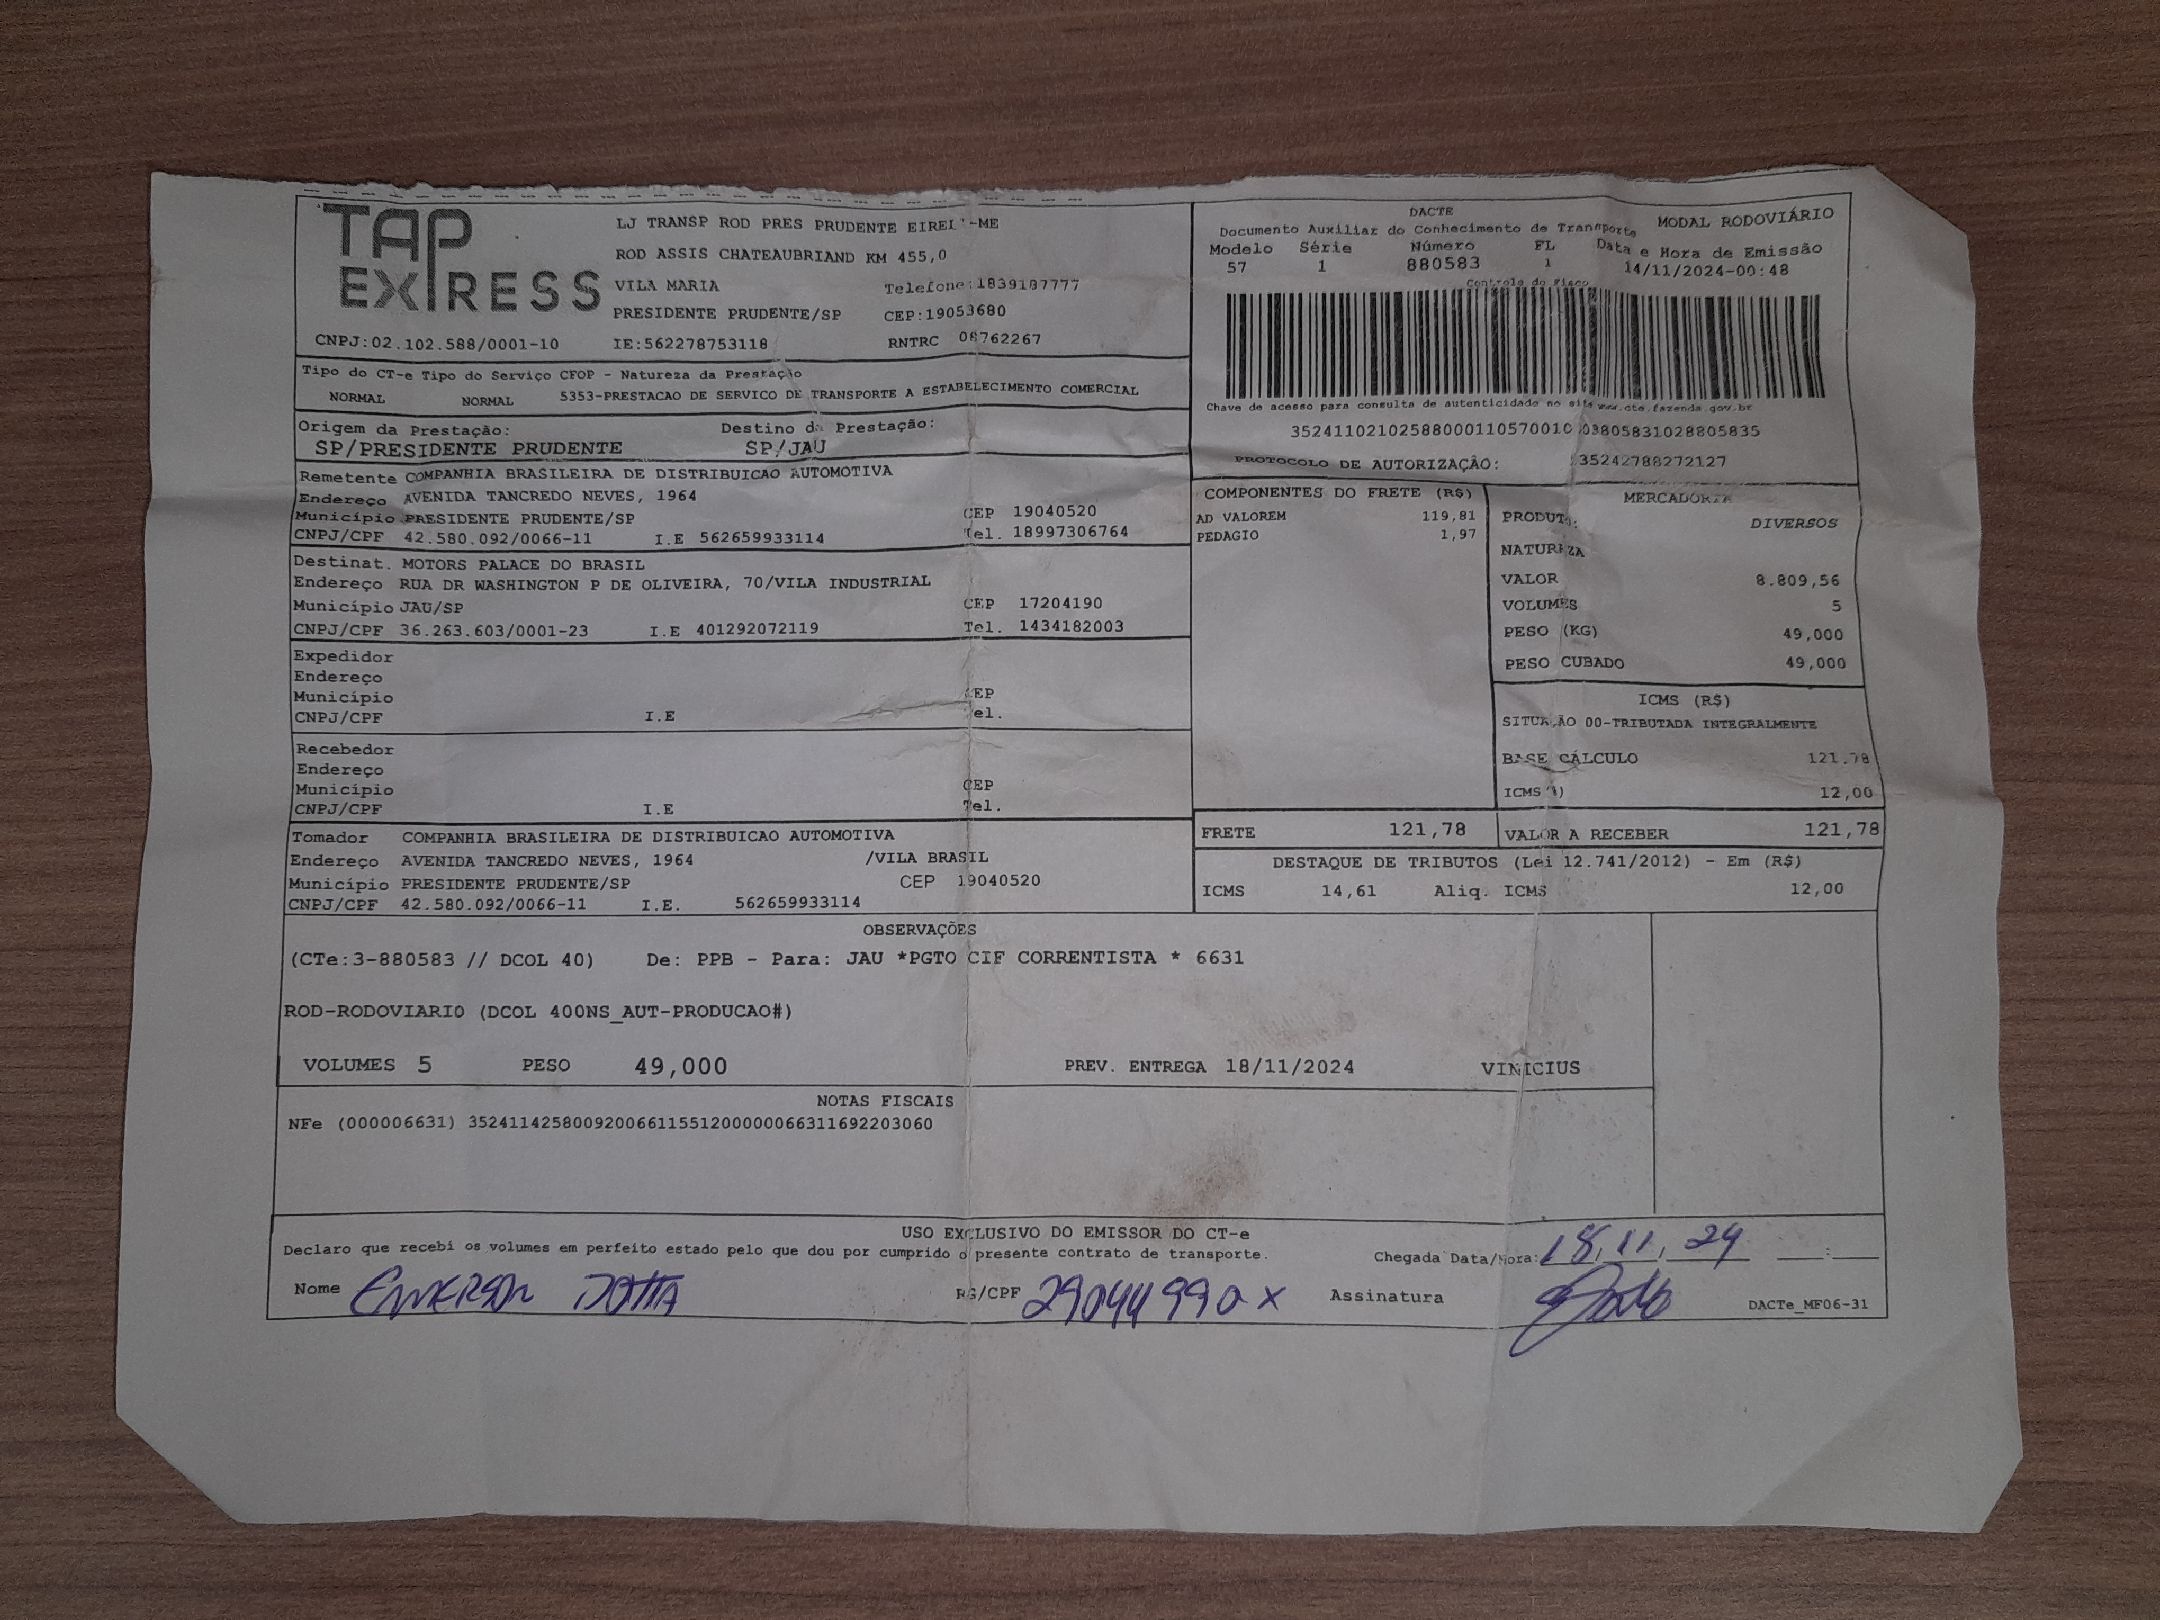 TAP EXPRESS
LJ TRANSP ROD PRES PRUDENTE EIRELI-ME
ROD ASSIS CHATEAUBRIAND KM 455,0
VILA MARIA Telefone:1839187777
PRESIDENTE PRUDENTE/SP CEP:19053680
CNPJ:02.102.588/0001-10 IE:562278753118 RNTRC 08762267
Tipo do CT-e Tipo do Serviço CFOP - Natureza da Prestação
NORMAL NORMAL 5353-PRESTACAO DE SERVICO DE TRANSPORTE A ESTABELECIMENTO COMERCIAL
Origem da Prestação: Destino da Prestação:
SP/PRESIDENTE PRUDENTE SP/JAU
DACTE MODAL RODOVIÁRIO
Documento Auxiliar do Conhecimento de Transporte
Modelo Série Número FL Data e Hora de Emissão
57 1 880583 1 14/11/2024-00:48
Controle do Fisco
Chave de acesso para consulta de autenticidade no site www.cte.fazenda.gov.br
PROTOCOLO DE AUTORIZAÇÃO: 35242788272127
Remetente COMPANHIA BRASILEIRA DE DISTRIBUICAO AUTOMOTIVA
Endereço AVENIDA TANCREDO NEVES, 1964
Município PRESIDENTE PRUDENTE/SP CEP 19040520
CNPJ/CPF 42.580.092/0066-11 I.E 562659933114 Tel. 18997306764
Destinat. MOTORS PALACE DO BRASIL
Endereço RUA DR WASHINGTON P DE OLIVEIRA, 70/VILA INDUSTRIAL
Município JAU/SP CEP 17204190
CNPJ/CPF 36.263.603/0001-23 I.E 401292072119 Tel. 1434182003
Expedidor
Endereço
Município CEP
CNPJ/CPF I.E Tel.
Recebedor
Endereço
Município CEP
CNPJ/CPF I.E Tel.
Tomador COMPANHIA BRASILEIRA DE DISTRIBUICAO AUTOMOTIVA
Endereço AVENIDA TANCREDO NEVES, 1964 /VILA BRASIL
Município PRESIDENTE PRUDENTE/SP CEP 19040520
CNPJ/CPF 42.580.092/0066-11 I.E. 562659933114
COMPONENTES DO FRETE (R$)
AD VALOREM 119,81
PEDAGIO 1,97
MERCADORIA
PRODUTO: DIVERSOS
NATUREZA
VALOR 8.809,56
VOLUMES 5
PESO (KG) 49,000
PESO CUBADO 49,000
ICMS (R$)
SITUAÇÃO 00-TRIBUTADA INTEGRALMENTE
BASE CÁLCULO 121,78
ICMS(%) 12,00
FRETE 121,78 VALOR A RECEBER 121,78
DESTAQUE DE TRIBUTOS (Lei 12.741/2012) - Em (R$)
ICMS 14,61 Aliq. ICMS 12,00
OBSERVAÇÕES
(CTe:3-880583 // DCOL 40) De: PPB - Para: JAU *PGTO CIF CORRENTISTA * 6631
ROD-RODOVIARIO (DCOL 400NS_AUT-PRODUCAO#)
VOLUMES 5 PESO 49,000 PREV. ENTREGA 18/11/2024 VINICIUS
NOTAS FISCAIS
NFe (000006631) 35241142580092006611551200000066311692203060
USO EXCLUSIVO DO EMISSOR DO CT-e
Declaro que recebi os volumes em perfeito estado pelo que dou por cumprido o presente contrato de transporte. Chegada Data/Hora: 18.11.24 :
Nome EMERSON DOTTA RG/CPF 29044990X Assinatura
DACTe_MF06-31